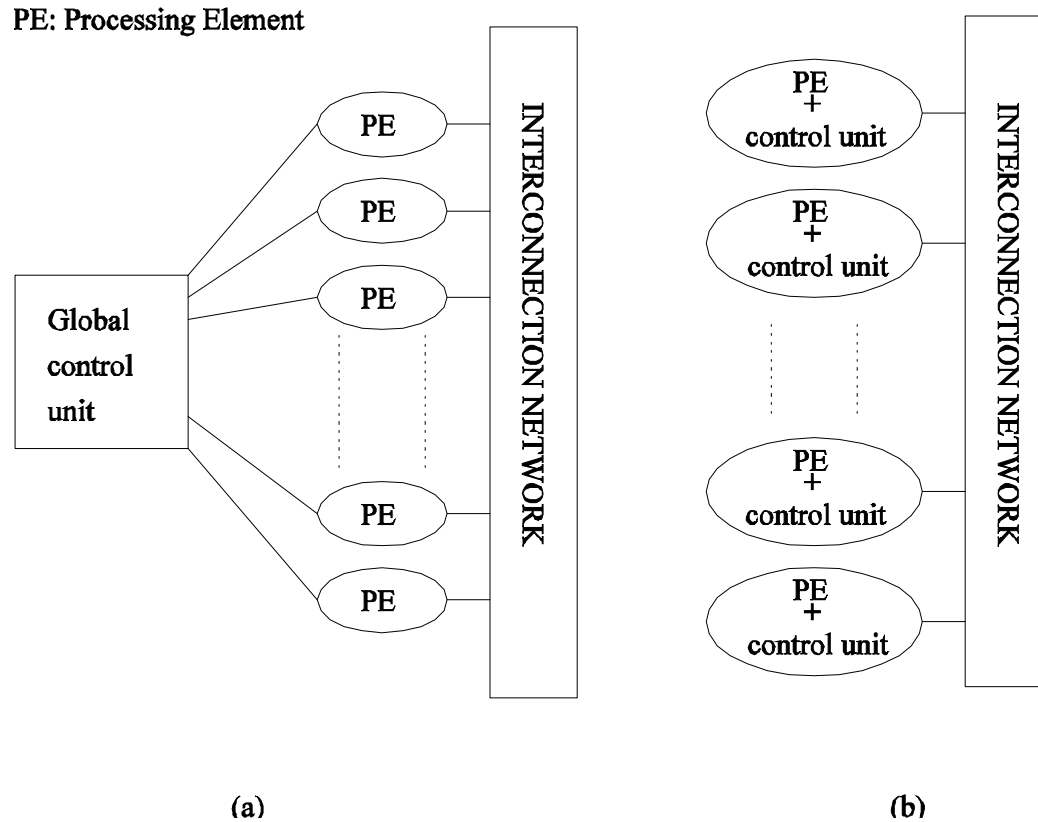 PE: Processing Element
PE
PE
PE
PE
PE
Global
control
unit
INTERCONNECTION NETWORK
(a)
PE
+
control unit
PE
+
control unit
PE
+
control unit
PE
+
control unit
INTERCONNECTION NETWORK
(b)